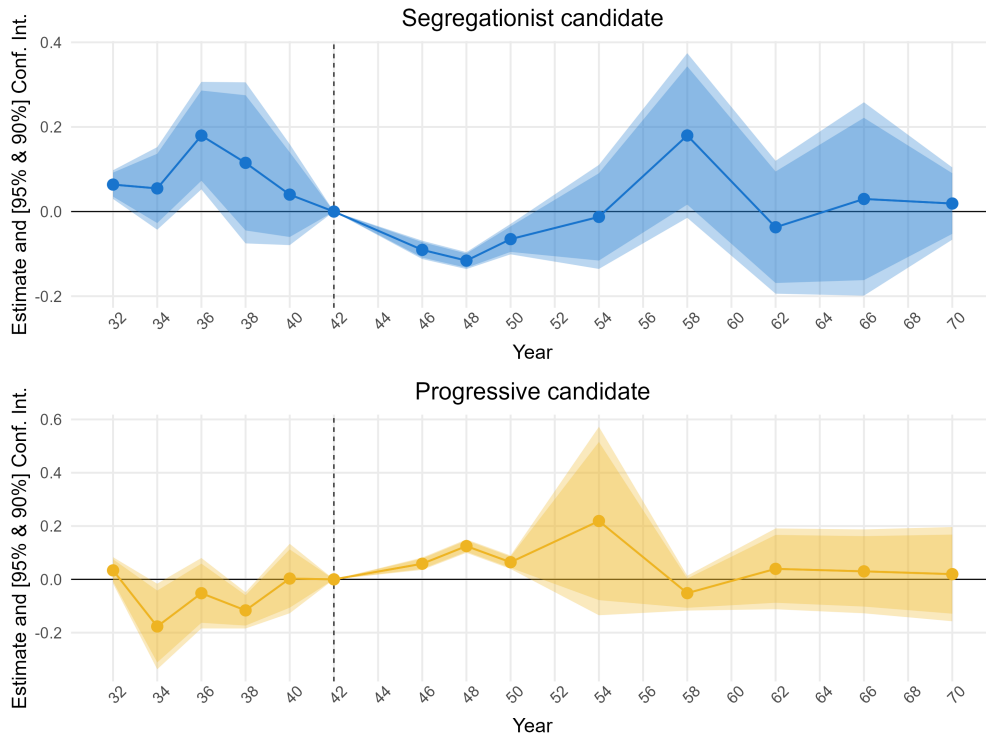 Segregationist candidate
Estimate and [95% & 90%] Conf. Int.
0.4
0.2
0.0
-0.2
32 34 36 38 40 42 44 46 48 50 52 54 56 58 60 62 64 66 68 70
Year
Progressive candidate
Estimate and [95% & 90%] Conf. Int.
0.6
0.4
0.2
0.0
-0.2
32 34 36 38 40 42 44 46 48 50 52 54 56 58 60 62 64 66 68 70
Year